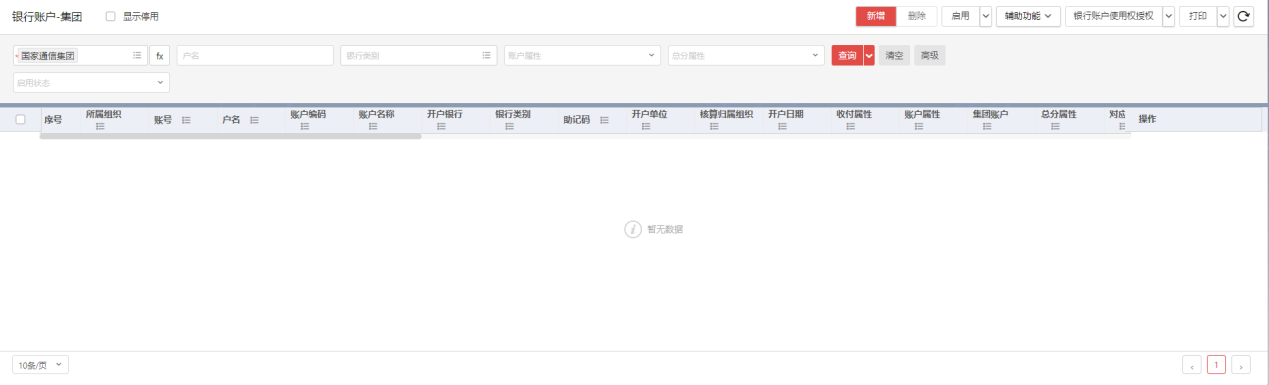 银行账户-集团 显示停用 新增 删除 启用 辅助功能 银行账户使用权授权 打印
*国家通信集团 fx 户名 银行类别 账户属性 总分属性 查询 清空 高级
启用状态
序号 所属组织 账号 户名 账户编码 账户名称 开户银行 银行类别 助记码 开户单位 核算归属组织 开户日期 收付属性 账户属性 集团账户 总分属性 对应 操作
i 暂无数据
10条/页 1